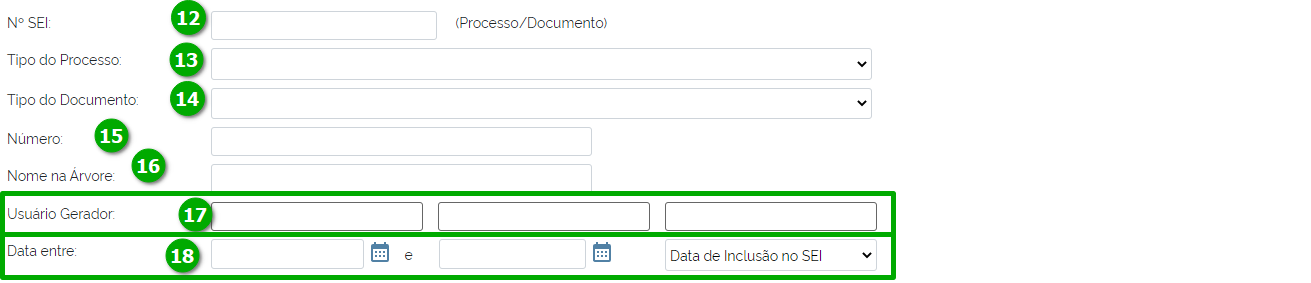 Nº SEI: 12 (Processo/Documento)
Tipo do Processo: 13
Tipo do Documento: 14
Número: 15
16
Nome na Árvore:
Usuário Gerador: 17
Data entre: 18 e Data de Inclusão no SEI